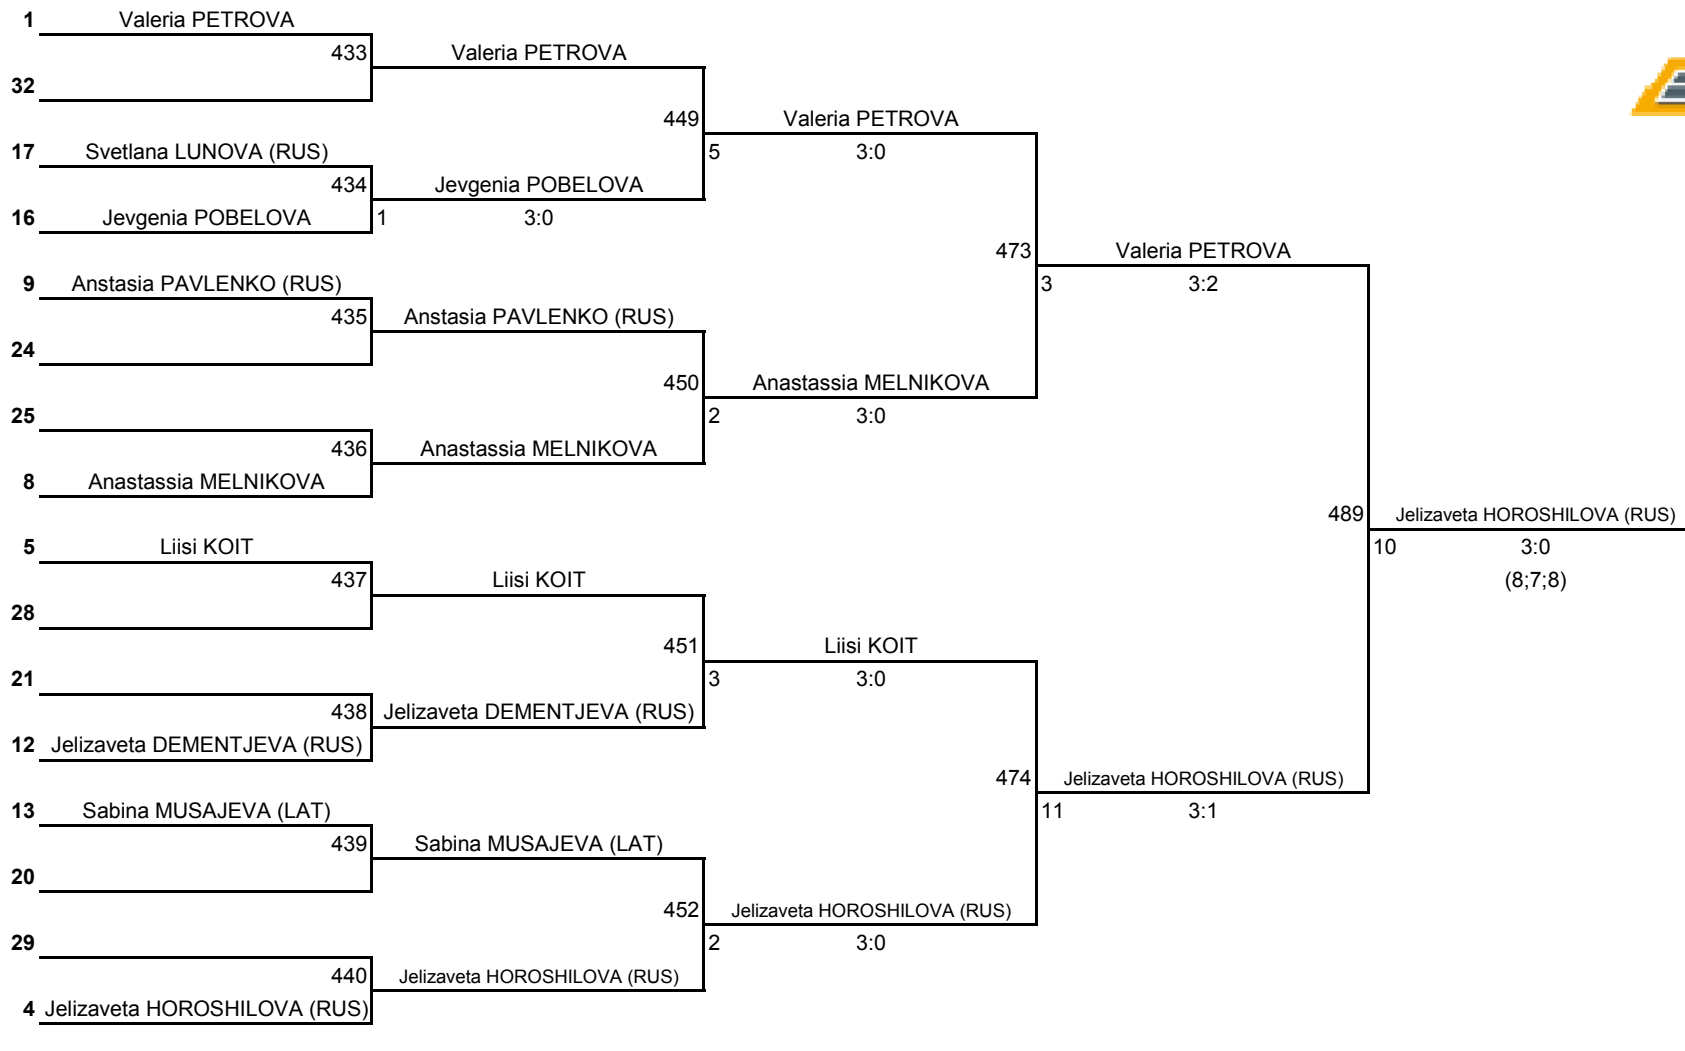 1 Valeria PETROVA
433 Valeria PETROVA
32
449 Valeria PETROVA
17 Svetlana LUNOVA (RUS) 5 3:0
434 Jevgenia POBELOVA
16 Jevgenia POBELOVA 1 3:0
473 Valeria PETROVA
9 Anstasia PAVLENKO (RUS) 3 3:2
435 Anstasia PAVLENKO (RUS)
24
450 Anastassia MELNIKOVA
25 2 3:0
436 Anastassia MELNIKOVA
8 Anastassia MELNIKOVA
489 Jelizaveta HOROSHILOVA (RUS)
5 Liisi KOIT 10 3:0
437 Liisi KOIT (8;7;8)
28
451 Liisi KOIT
21 3 3:0
438 Jelizaveta DEMENTJEVA (RUS)
12 Jelizaveta DEMENTJEVA (RUS)
474 Jelizaveta HOROSHILOVA (RUS)
13 Sabina MUSAJEVA (LAT) 11 3:1
439 Sabina MUSAJEVA (LAT)
20
452 Jelizaveta HOROSHILOVA (RUS)
29 2 3:0
440 Jelizaveta HOROSHILOVA (RUS)
4 Jelizaveta HOROSHILOVA (RUS)